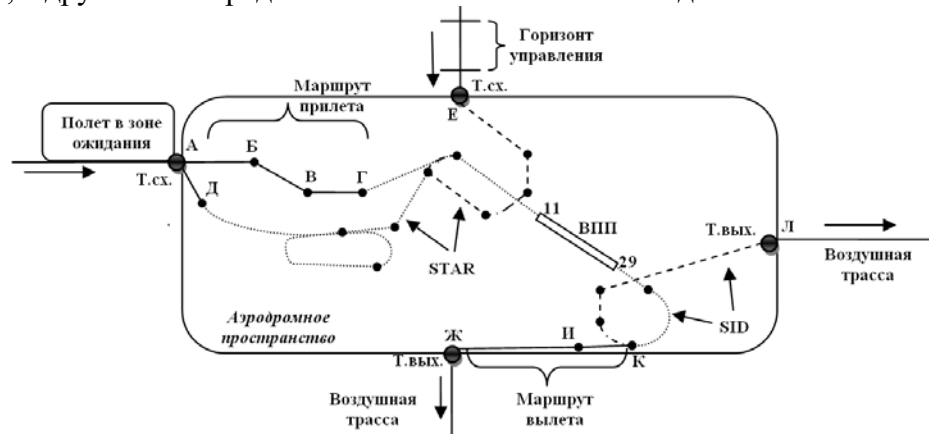 Горизонт
управления
Т.сх.
Е
Маршрут
прилета
Полет в зоне
ожидания
А
Б
В
Г
Т.сх.
Д
11
ВПП
29
STAR
Т.вых.
Л
Воздушная
трасса
SID
Аэродромное
пространство
Ж
И
К
Т.вых.
Воздушная
трасса
Маршрут
вылета